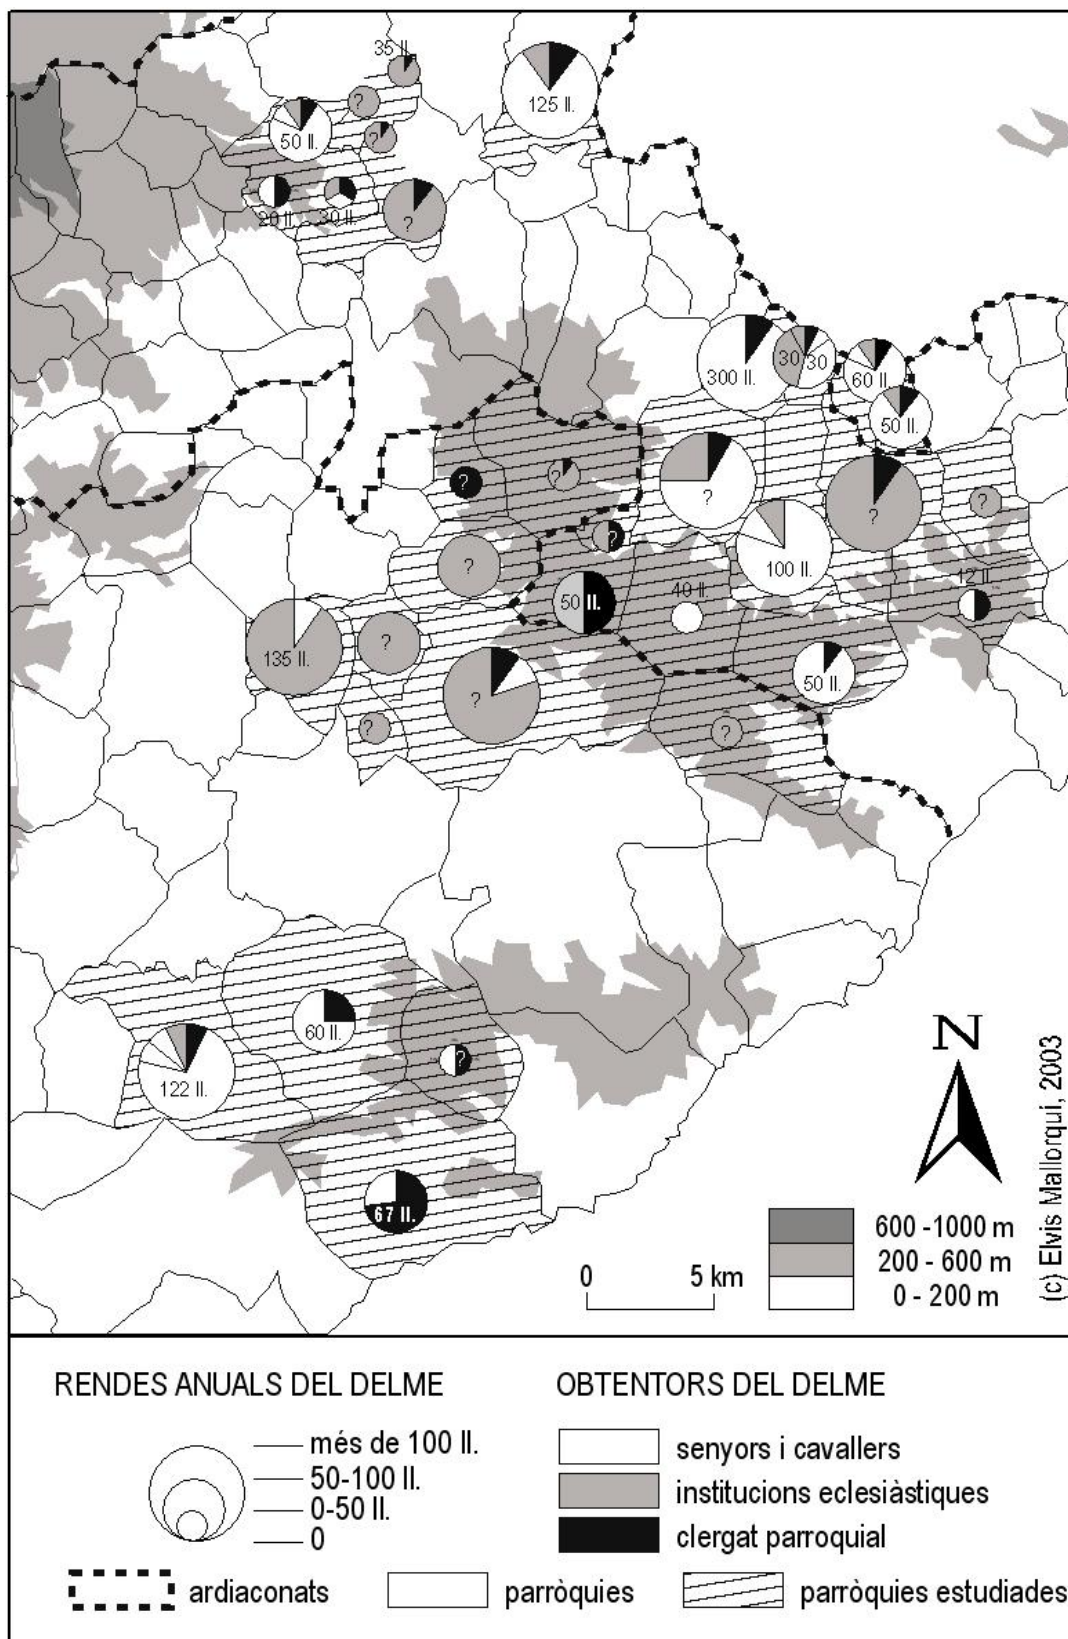 35 ll.
?
125 ll.
50 ll.
?
20 ll.
30 ll.
?
300 ll.
30
30
60 ll.
50 ll.
?
?
?
?
?
?
100 ll.
12 ll.
?
50 ll.
40 ll.
135 ll.
?
?
50 ll.
?
?
60 ll.
122 ll.
?
67 ll.
N
(c) Elvis Mallorquí, 2003
0 5 km
600 -1000 m
200 - 600 m
0 - 200 m
RENDES ANUALS DEL DELME
més de 100 ll.
50-100 ll.
0-50 ll.
0
OBTENTORS DEL DELME
senyors i cavallers
institucions eclesiàstiques
clergat parroquial
ardiaconats
parròquies
parròquies estudiades